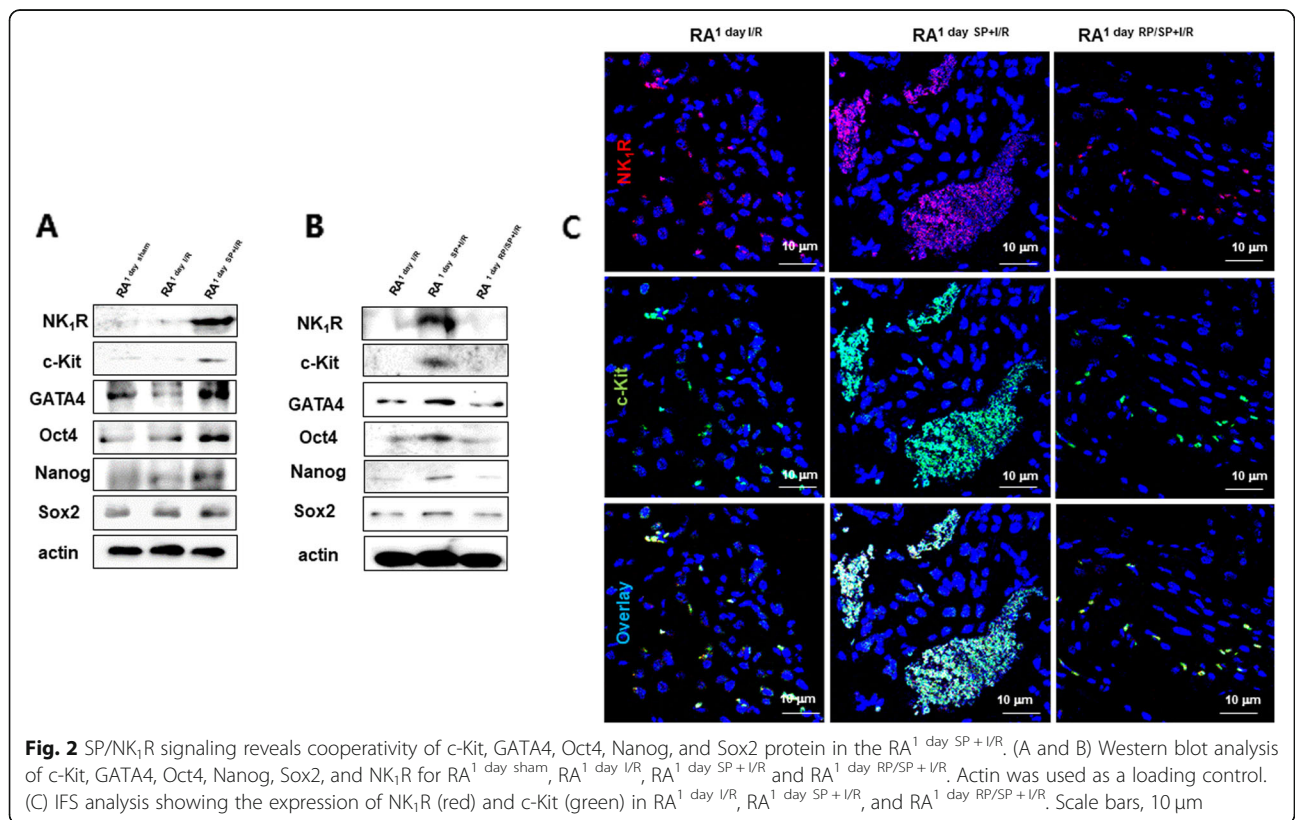 RA1 day I/R RA1 day SP+I/R RA1 day RP/SP+I/R
A
RA1 day sham RA1 day I/R RA1 day SP+I/R
NK1R
c-Kit
GATA4
Oct4
Nanog
Sox2
actin
B
RA1 day I/R RA1 day SP+I/R RA1 day RP/SP+I/R
NK1R
c-Kit
GATA4
Oct4
Nanog
Sox2
actin
C
NK1R
10 µm 10 µm 10 µm
c-Kit
10 µm 10 µm 10 µm
Overlay
10 µm 10 µm 10 µm
Fig. 2 SP/NK1R signaling reveals cooperativity of c-Kit, GATA4, Oct4, Nanog, and Sox2 protein in the RA1 day SP + I/R. (A and B) Western blot analysis
of c-Kit, GATA4, Oct4, Nanog, Sox2, and NK1R for RA1 day sham, RA1 day I/R, RA1 day SP + I/R and RA1 day RP/SP + I/R. Actin was used as a loading control.
(C) IFS analysis showing the expression of NK1R (red) and c-Kit (green) in RA1 day I/R, RA1 day SP + I/R, and RA1 day RP/SP + I/R. Scale bars, 10 µm